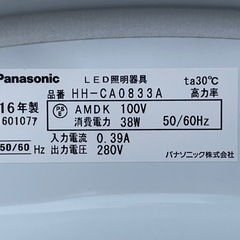 Panasonic LED照明器具 ta30℃
品番 HH-CA0833A 高力率
16年製 AMDK 100V
消費電力 38W 50/60Hz
入力電流 0.39A
50/60 Hz 出力電圧 280V
パナソニック株式会社